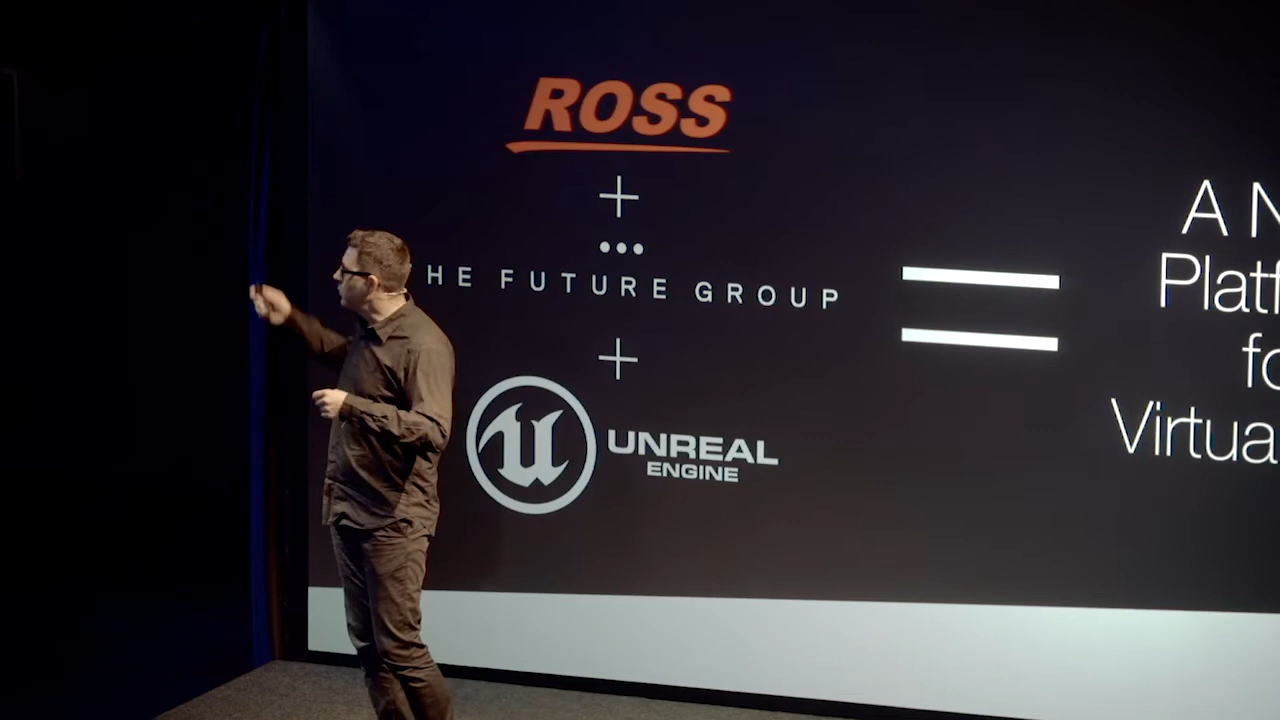 ROSS
+
HE FUTURE GROUP
+
UNREAL
ENGINE
=
A N
Platf
fo
Virtua